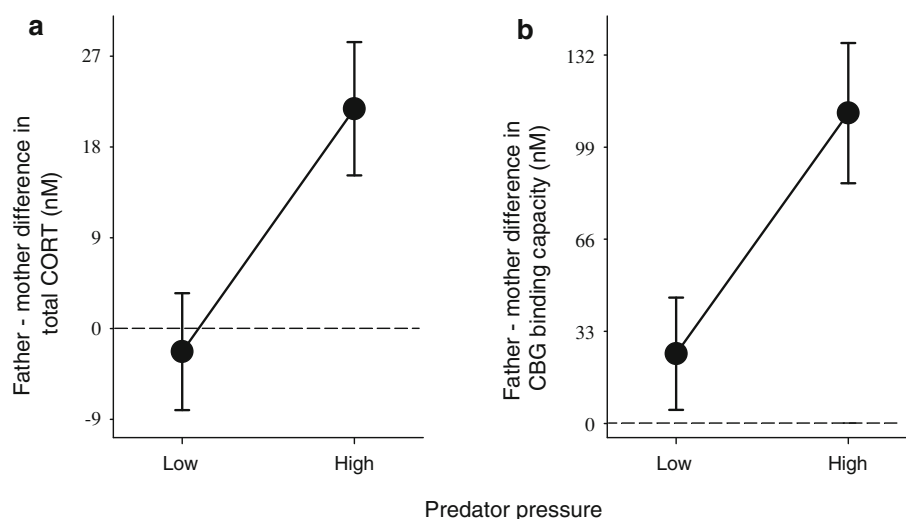 a
Father - mother difference in
total CORT (nM)
27
18
9
0
-9
Low
High
b
Father - mother difference in
CBG binding capacity (nM)
132
99
66
33
0
Low
High
Predator pressure